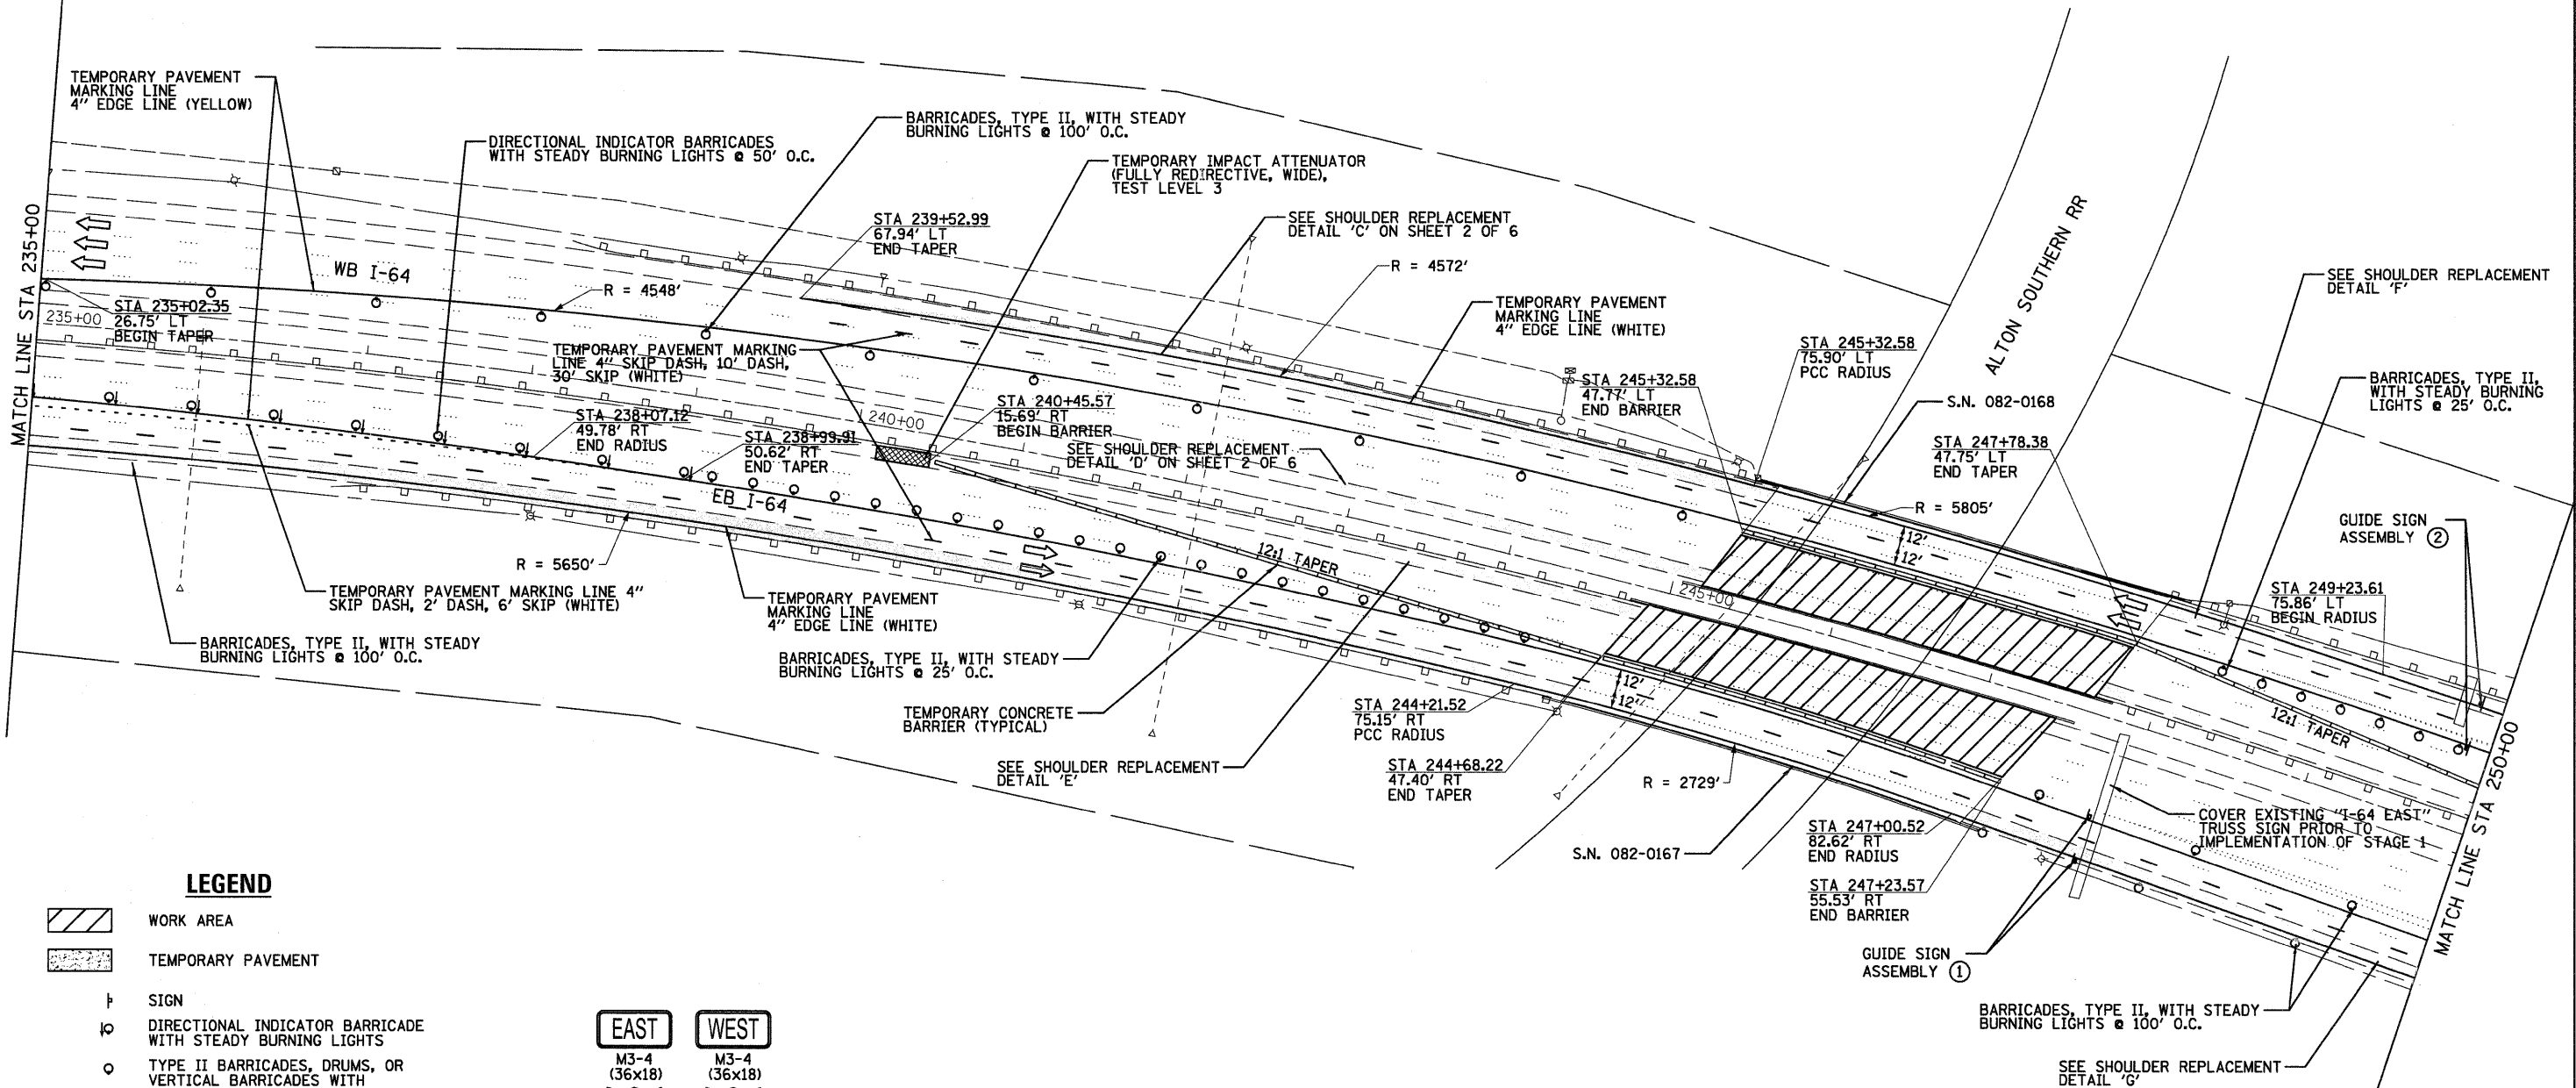 TEMPORARY PAVEMENT
MARKING LINE
4" EDGE LINE (YELLOW)
DIRECTIONAL INDICATOR BARRICADES
WITH STEADY BURNING LIGHTS @ 50' O.C.
BARRICADES, TYPE II, WITH STEADY
BURNING LIGHTS @ 100' O.C.
TEMPORARY IMPACT ATTENUATOR
(FULLY REDIRECTIVE, WIDE),
TEST LEVEL 3
STA 239+52.99
67.94' LT
END TAPER
SEE SHOULDER REPLACEMENT
DETAIL 'C' ON SHEET 2 OF 6
R = 4572'
TEMPORARY PAVEMENT
MARKING LINE
4" EDGE LINE (WHITE)
ALTON SOUTHERN RR
SEE SHOULDER REPLACEMENT
DETAIL 'F'
MATCH LINE STA 235+00
WB I-64
R = 4548'
STA 235+02.35
26.75' LT
BEGIN TAPER
235+00
TEMPORARY PAVEMENT MARKING
LINE 4" SKIP DASH, 10' DASH,
30' SKIP (WHITE)
STA 238+07.12
49.78' RT
END RADIUS
STA 238+99.91
50.62' RT
END TAPER
240+00
STA 240+45.57
15.69' RT
BEGIN BARRIER
SEE SHOULDER REPLACEMENT
DETAIL 'D' ON SHEET 2 OF 6
STA 245+32.58
47.77' LT
END BARRIER
STA 245+32.58
75.90' LT
PCC RADIUS
S.N. 082-0168
STA 247+78.38
47.75' LT
END TAPER
BARRICADES, TYPE II,
WITH STEADY BURNING
LIGHTS @ 25' O.C.
R = 5805'
12'
12'
GUIDE SIGN
ASSEMBLY 2
STA 249+23.61
75.86' LT
BEGIN RADIUS
EB I-64
R = 5650'
TEMPORARY PAVEMENT MARKING LINE 4"
SKIP DASH, 2' DASH, 6' SKIP (WHITE)
BARRICADES, TYPE II, WITH STEADY
BURNING LIGHTS @ 100' O.C.
TEMPORARY PAVEMENT
MARKING LINE
4" EDGE LINE (WHITE)
BARRICADES, TYPE II, WITH STEADY
BURNING LIGHTS @ 25' O.C.
12:1 TAPER
245+00
12'
12'
TEMPORARY CONCRETE
BARRIER (TYPICAL)
SEE SHOULDER REPLACEMENT
DETAIL 'E'
STA 244+21.52
75.15' RT
PCC RADIUS
STA 244+68.22
47.40' RT
END TAPER
R = 2729'
S.N. 082-0167
12:1 TAPER
MATCH LINE STA 250+00
COVER EXISTING "I-64 EAST"
TRUSS SIGN PRIOR TO
IMPLEMENTATION OF STAGE 1
STA 247+00.52
82.62' RT
END RADIUS
STA 247+23.57
55.53' RT
END BARRIER
GUIDE SIGN
ASSEMBLY 1
BARRICADES, TYPE II, WITH STEADY
BURNING LIGHTS @ 100' O.C.
SEE SHOULDER REPLACEMENT
DETAIL 'G'
LEGEND
WORK AREA
TEMPORARY PAVEMENT
SIGN
DIRECTIONAL INDICATOR BARRICADE
WITH STEADY BURNING LIGHTS
TYPE II BARRICADES, DRUMS, OR
VERTICAL BARRICADES WITH
EAST
M3-4
(36x18)
WEST
M3-4
(36x18)